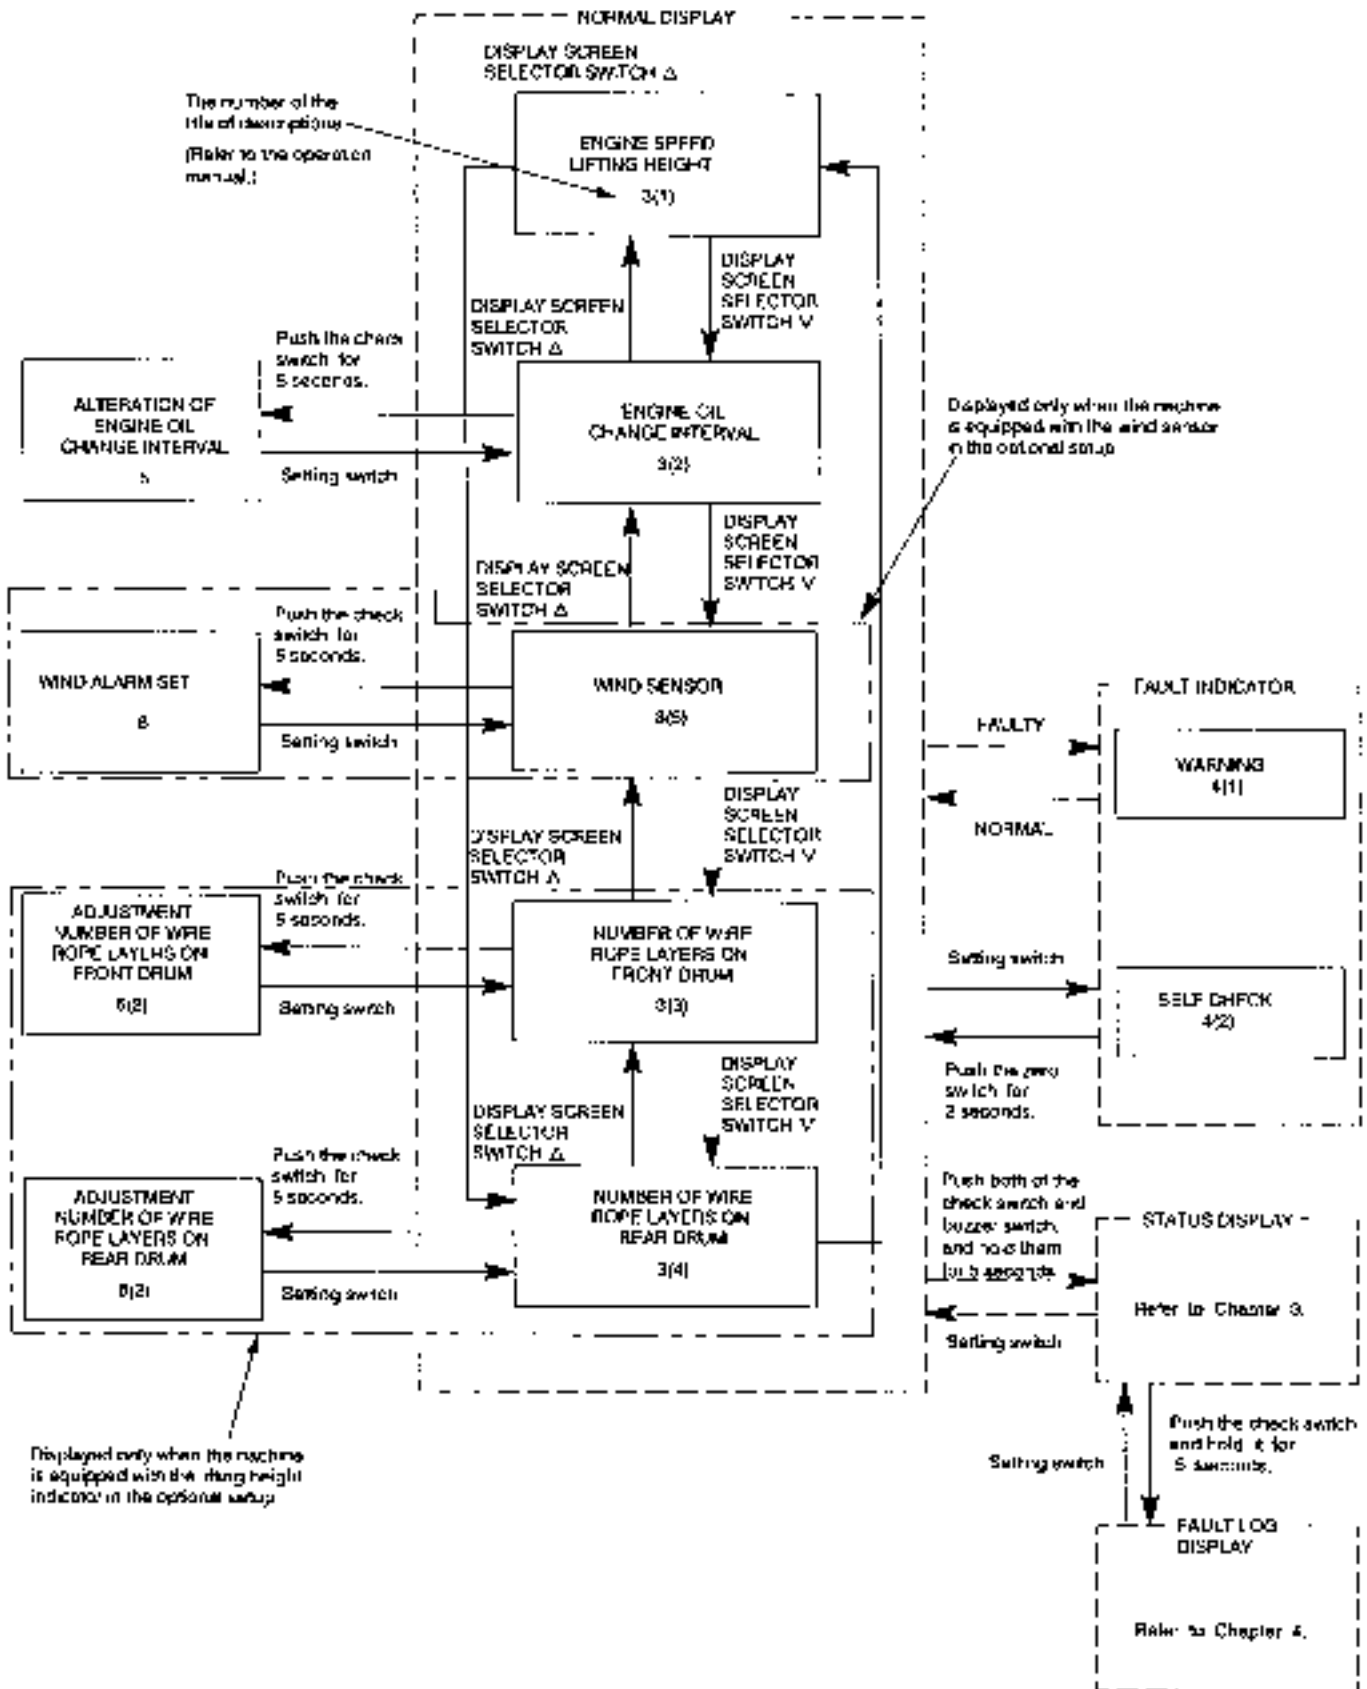 NORMAL DISPLAY
DISPLAY SCREEN
SELECTOR SWITCH △
The number of the
title of descriptions
(Refer to the operation
manual.)
ENGINE SPEED
LIFTING HEIGHT
3(1)
DISPLAY SCREEN
SELECTOR
SWITCH △
DISPLAY
SCREEN
SELECTOR
SWITCH ▽
Push the check
switch for
5 seconds.
ALTERATION OF
ENGINE OIL
CHANGE INTERVAL
5
Setting switch
ENGINE OIL
CHANGE INTERVAL
3(2)
Displayed only when the machine
is equipped with the wind sensor
in the optional setup
DISPLAY SCREEN
SELECTOR
SWITCH △
DISPLAY
SCREEN
SELECTOR
SWITCH ▽
Push the check
switch for
5 seconds.
WIND ALARM SET
Setting switch
WIND SENSOR
FAULTY
NORMAL
FAULT INDICATOR
WARNING
4(1)
DISPLAY SCREEN
SELECTOR
SWITCH △
DISPLAY
SCREEN
SELECTOR
SWITCH ▽
Push the check
switch for
5 seconds.
ADJUSTMENT
NUMBER OF WIRE
ROPE LAYERS ON
FRONT DRUM
Setting switch
NUMBER OF WIRE
ROPE LAYERS ON
FRONT DRUM
3(3)
Setting switch
SELF CHECK
4(2)
Push the zero
switch for
2 seconds.
DISPLAY SCREEN
SELECTOR
SWITCH △
DISPLAY
SCREEN
SELECTOR
SWITCH ▽
Push the check
switch for
5 seconds.
ADJUSTMENT
NUMBER OF WIRE
ROPE LAYERS ON
REAR DRUM
Setting switch
NUMBER OF WIRE
ROPE LAYERS ON
REAR DRUM
3(4)
Push both of the
check switch and
buzzer switch,
and hold them
for 5 seconds
Setting switch
STATUS DISPLAY
Refer to Chapter 3.
Setting switch
Push the check switch
and hold it for
5 seconds.
Displayed only when the machine
is equipped with the lifting height
indicator in the optional setup
FAULT LOG
DISPLAY
Refer to Chapter 4.